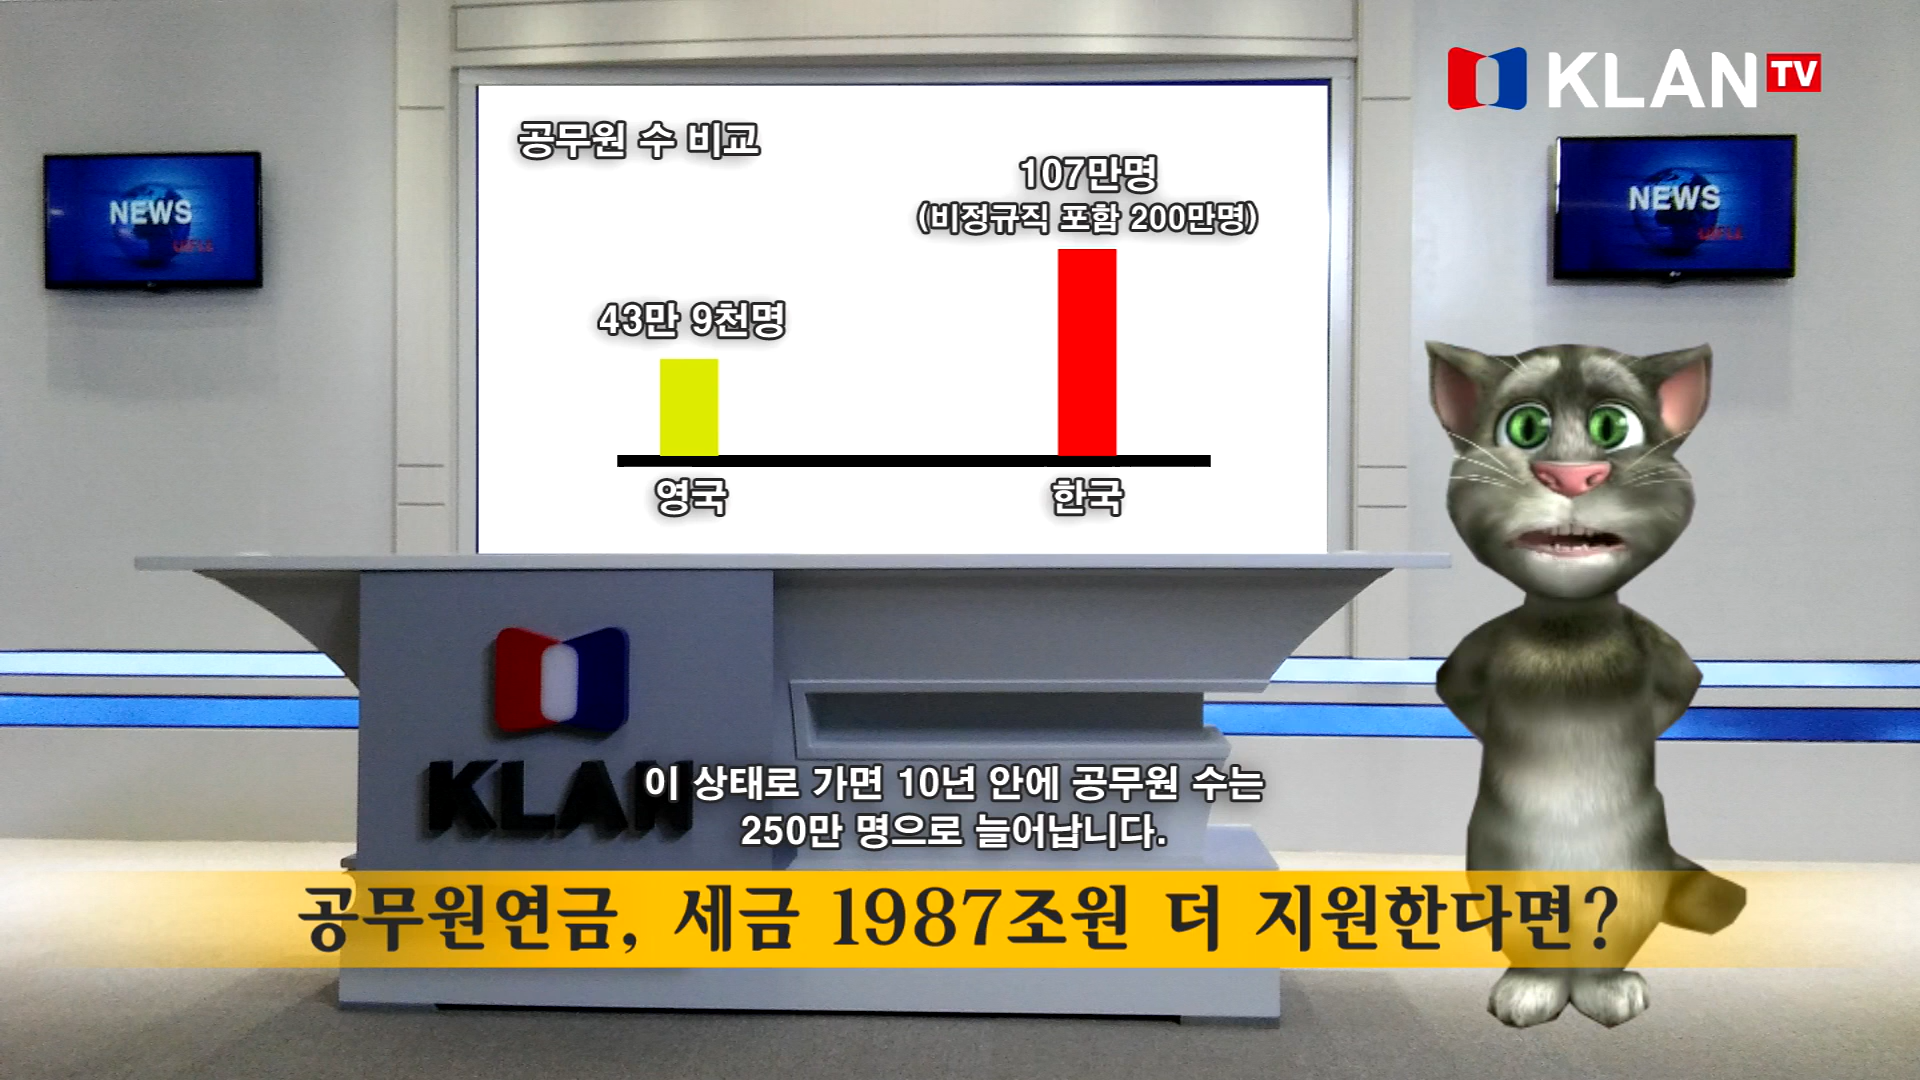 KLAN TV
공무원 수 비교
107만명
(비정규직 포함 200만명)
43만 9천명
영국
한국
NEWS
NEWS
KLAN
이 상태로 가면 10년 안에 공무원 수는
250만 명으로 늘어납니다.
공무원연금, 세금 1987조원 더 지원한다면?